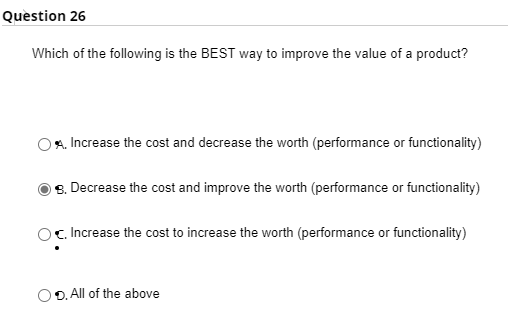 Question 26
Which of the following is the BEST way to improve the value of a product?
A. Increase the cost and decrease the worth (performance or functionality)
B. Decrease the cost and improve the worth (performance or functionality)
C. Increase the cost to increase the worth (performance or functionality)
D. All of the above